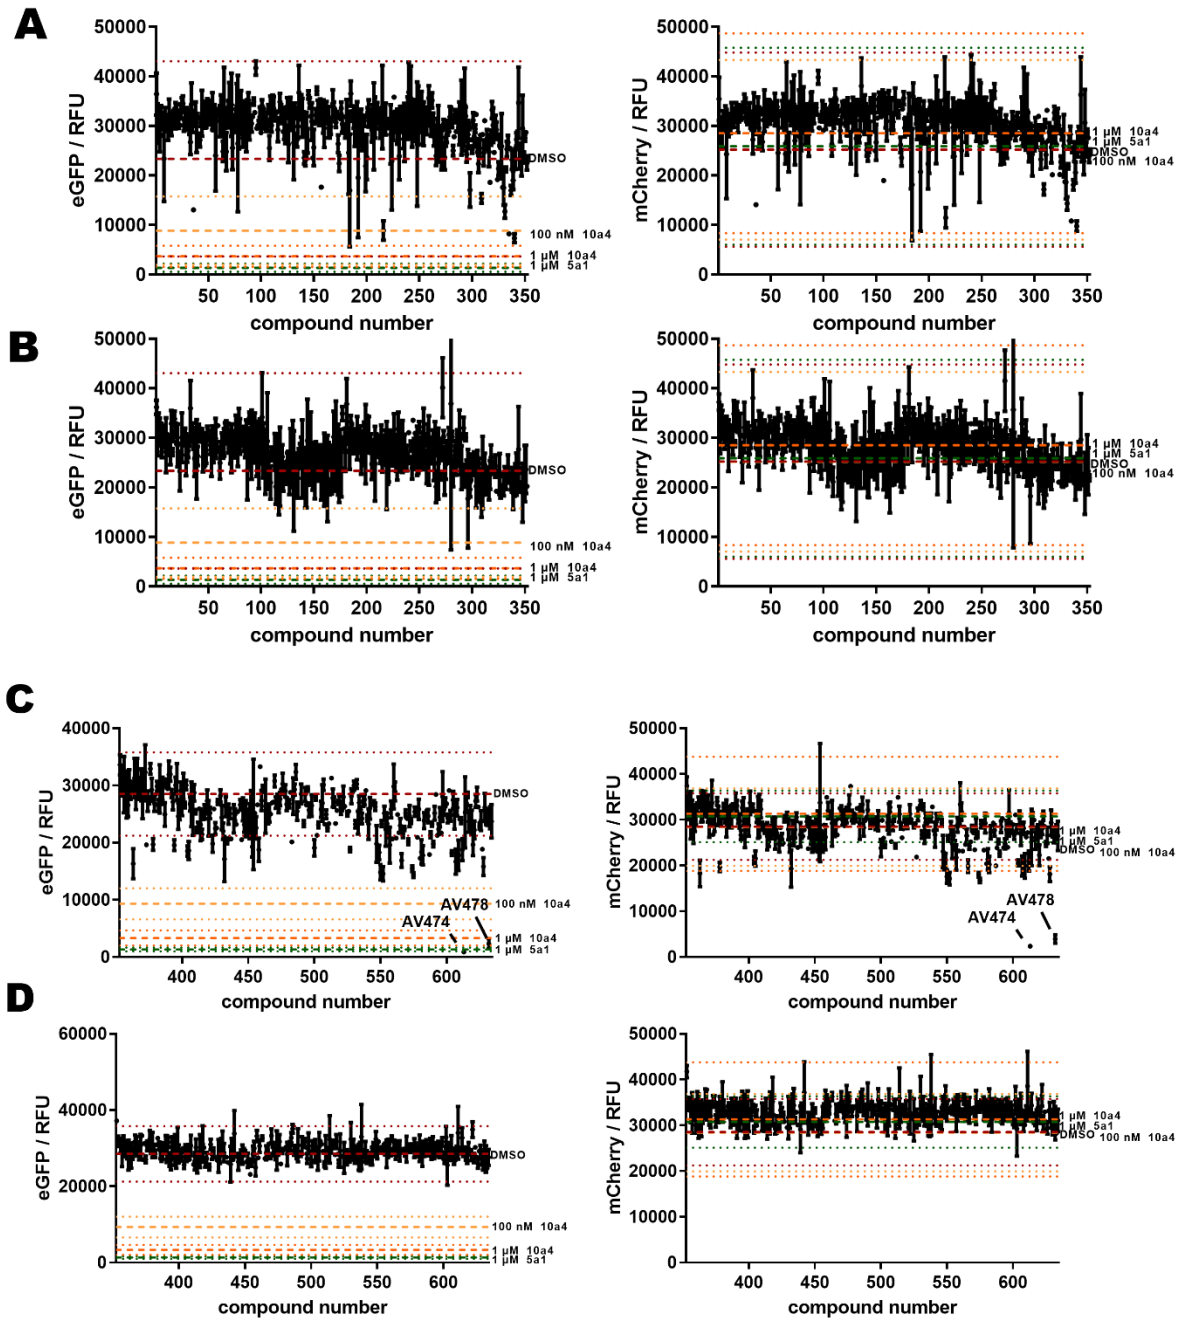 A
eGFP / RFU
50000
40000
30000
20000
10000
0
DMSO
100 nM 10a4
1 µM 10a4
1 µM 5a1
50 100 150 200 250 300 350
compound number
mCherry / RFU
50000
40000
30000
20000
10000
0
1 µM 10a4
1 µM 5a1
DMSO
100 nM 10a4
50 100 150 200 250 300 350
compound number
B
eGFP / RFU
50000
40000
30000
20000
10000
0
DMSO
100 nM 10a4
1 µM 10a4
1 µM 5a1
50 100 150 200 250 300 350
compound number
mCherry / RFU
50000
40000
30000
20000
10000
0
1 µM 10a4
1 µM 5a1
DMSO
100 nM 10a4
50 100 150 200 250 300 350
compound number
C
eGFP / RFU
40000
30000
20000
10000
0
DMSO
100 nM 10a4
AV478
AV474
1 µM 10a4
1 µM 5a1
400 450 500 550 600
compound number
mCherry / RFU
50000
40000
30000
20000
10000
0
1 µM 10a4
1 µM 5a1
DMSO 100 nM 10a4
AV478
AV474
400 450 500 550 600
compound number
D
eGFP / RFU
60000
40000
20000
0
DMSO
100 nM 10a4
1 µM 10a4
1 µM 5a1
400 450 500 550 600
compound number
mCherry / RFU
50000
40000
30000
20000
10000
0
1 µM 10a4
1 µM 5a1
DMSO 100 nM 10a4
400 450 500 550 600
compound number